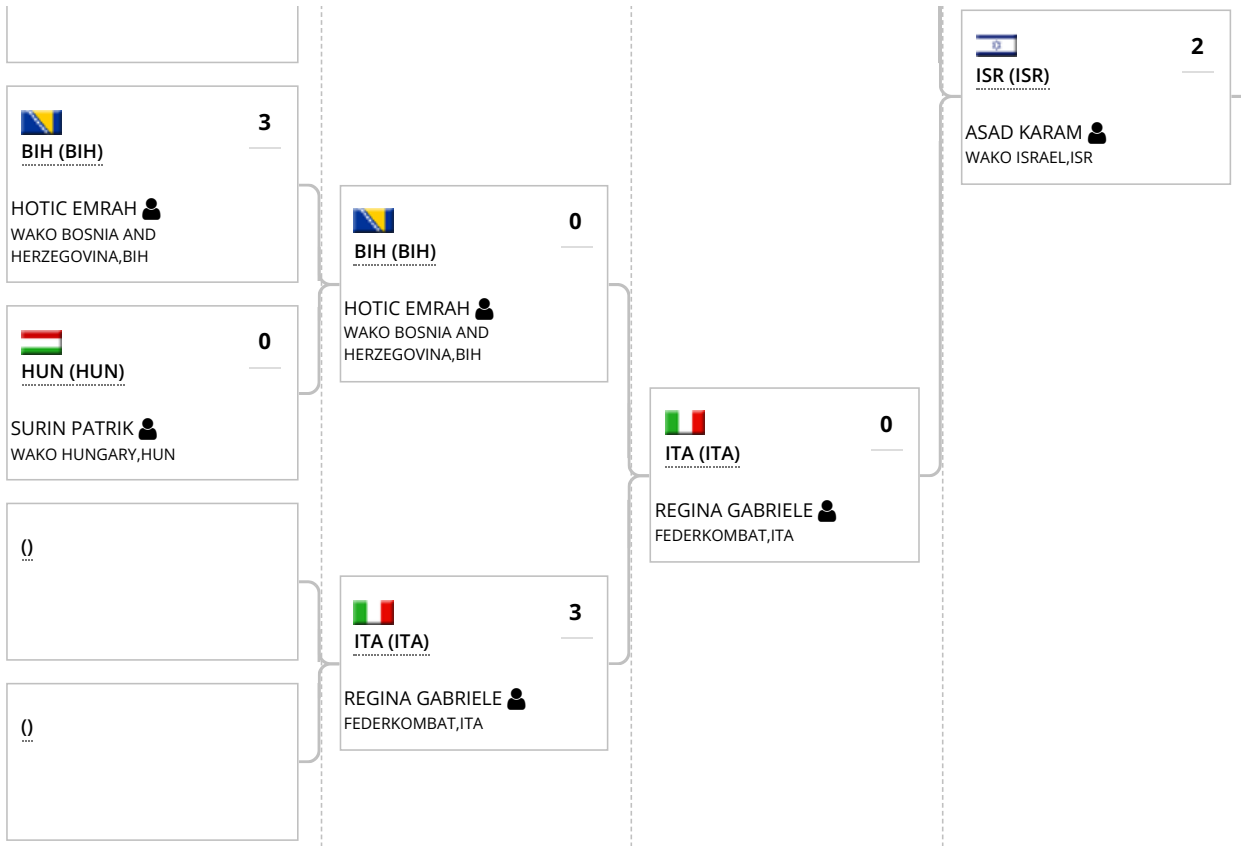 3
BIH (BIH)
HOTIC EMRAH
WAKO BOSNIA AND
HERZEGOVINA,BIH
0
HUN (HUN)
SURIN PATRIK
WAKO HUNGARY,HUN
()
()
0
BIH (BIH)
HOTIC EMRAH
WAKO BOSNIA AND
HERZEGOVINA,BIH
3
ITA (ITA)
REGINA GABRIELE
FEDERKOMBAT,ITA
0
ITA (ITA)
REGINA GABRIELE
FEDERKOMBAT,ITA
2
ISR (ISR)
ASAD KARAM
WAKO ISRAEL,ISR